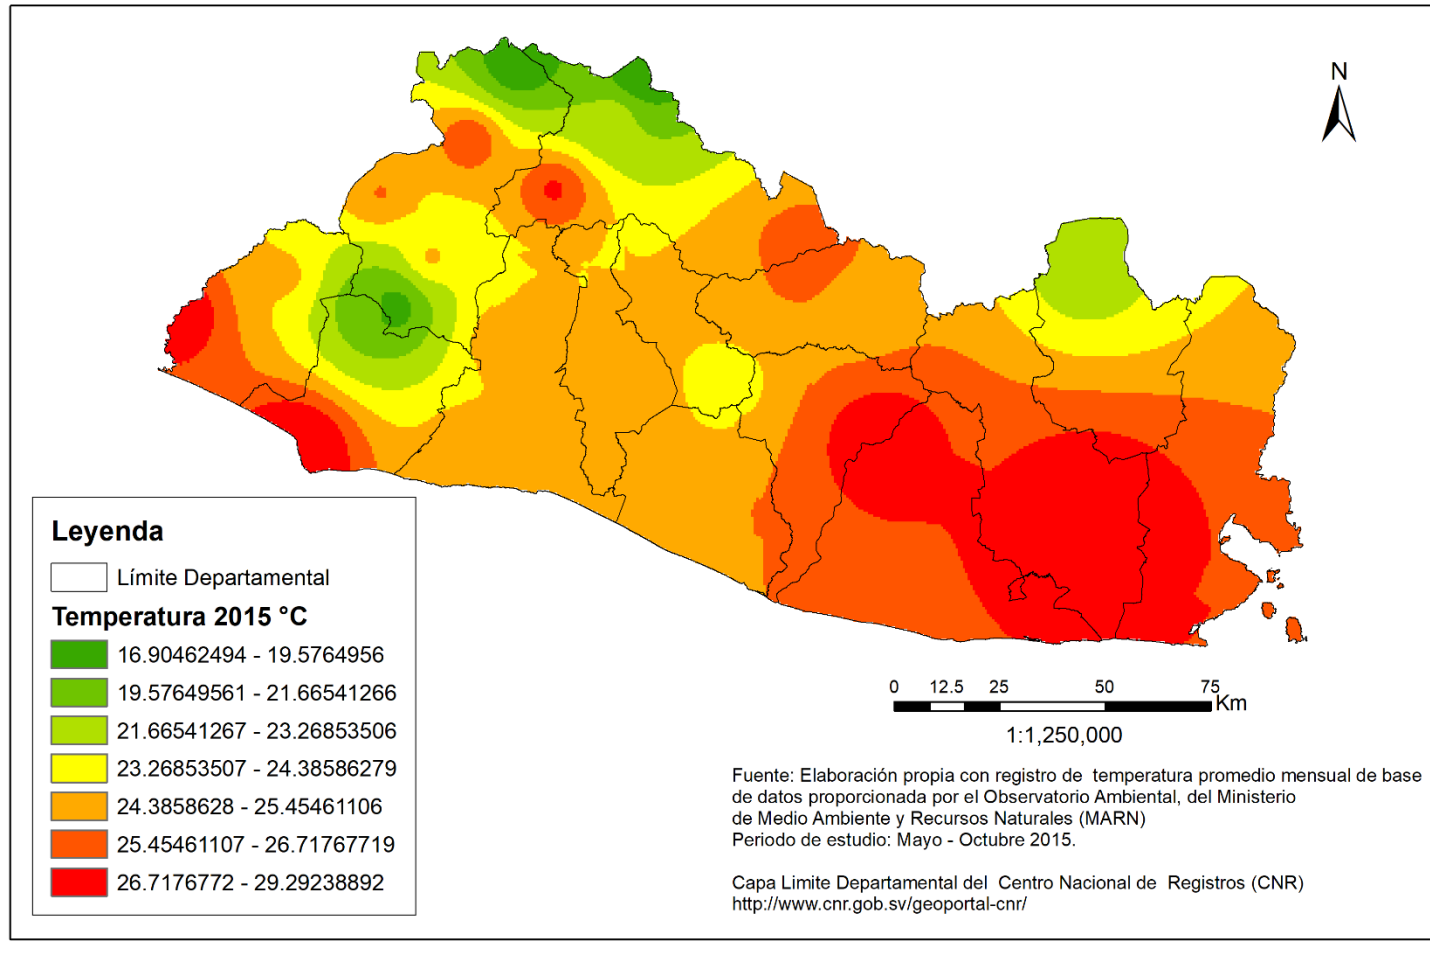 N
Leyenda
Límite Departamental
Temperatura 2015 °C
16.90462494 - 19.5764956
19.57649561 - 21.66541266
21.66541267 - 23.26853506
23.26853507 - 24.38586279
24.3858628 - 25.45461106
25.45461107 - 26.71767719
26.7176772 - 29.29238892
0 12.5 25 50 75
Km
1:1,250,000
Fuente: Elaboración propia con registro de temperatura promedio mensual de base
de datos proporcionada por el Observatorio Ambiental, del Ministerio
de Medio Ambiente y Recursos Naturales (MARN)
Periodo de estudio: Mayo - Octubre 2015.
Capa Limite Departamental del Centro Nacional de Registros (CNR)
http://www.cnr.gob.sv/geoportal-cnr/